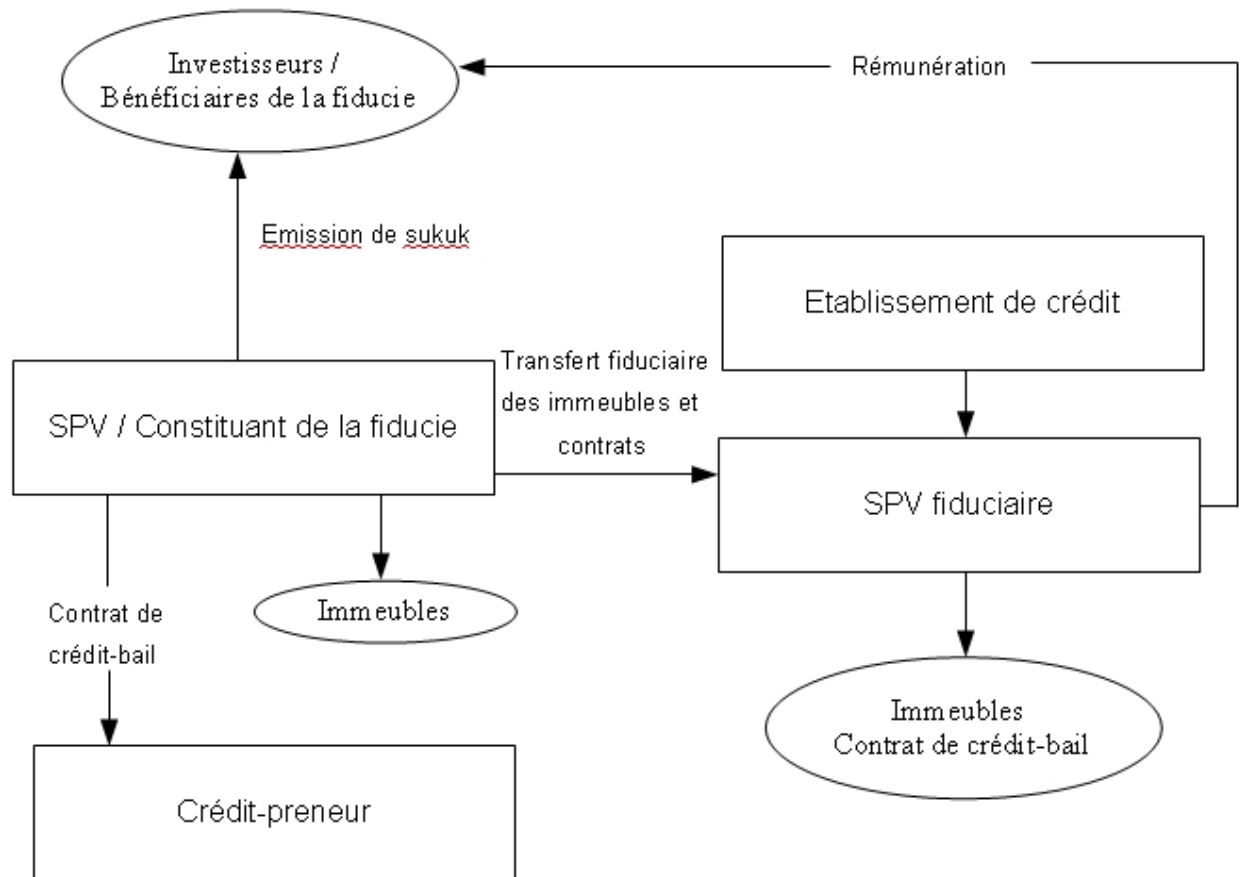 Investisseurs /
Bénéficiaires de la fiducie
Rémunération
Emission de sukuk
Etablissement de crédit
Transfert fiduciaire
des immeubles et
contrats
SPV / Constituant de la fiducie
SPV fiduciaire
Contrat de
crédit-bail
Immeubles
Immeubles
Contrat de crédit-bail
Crédit-preneur